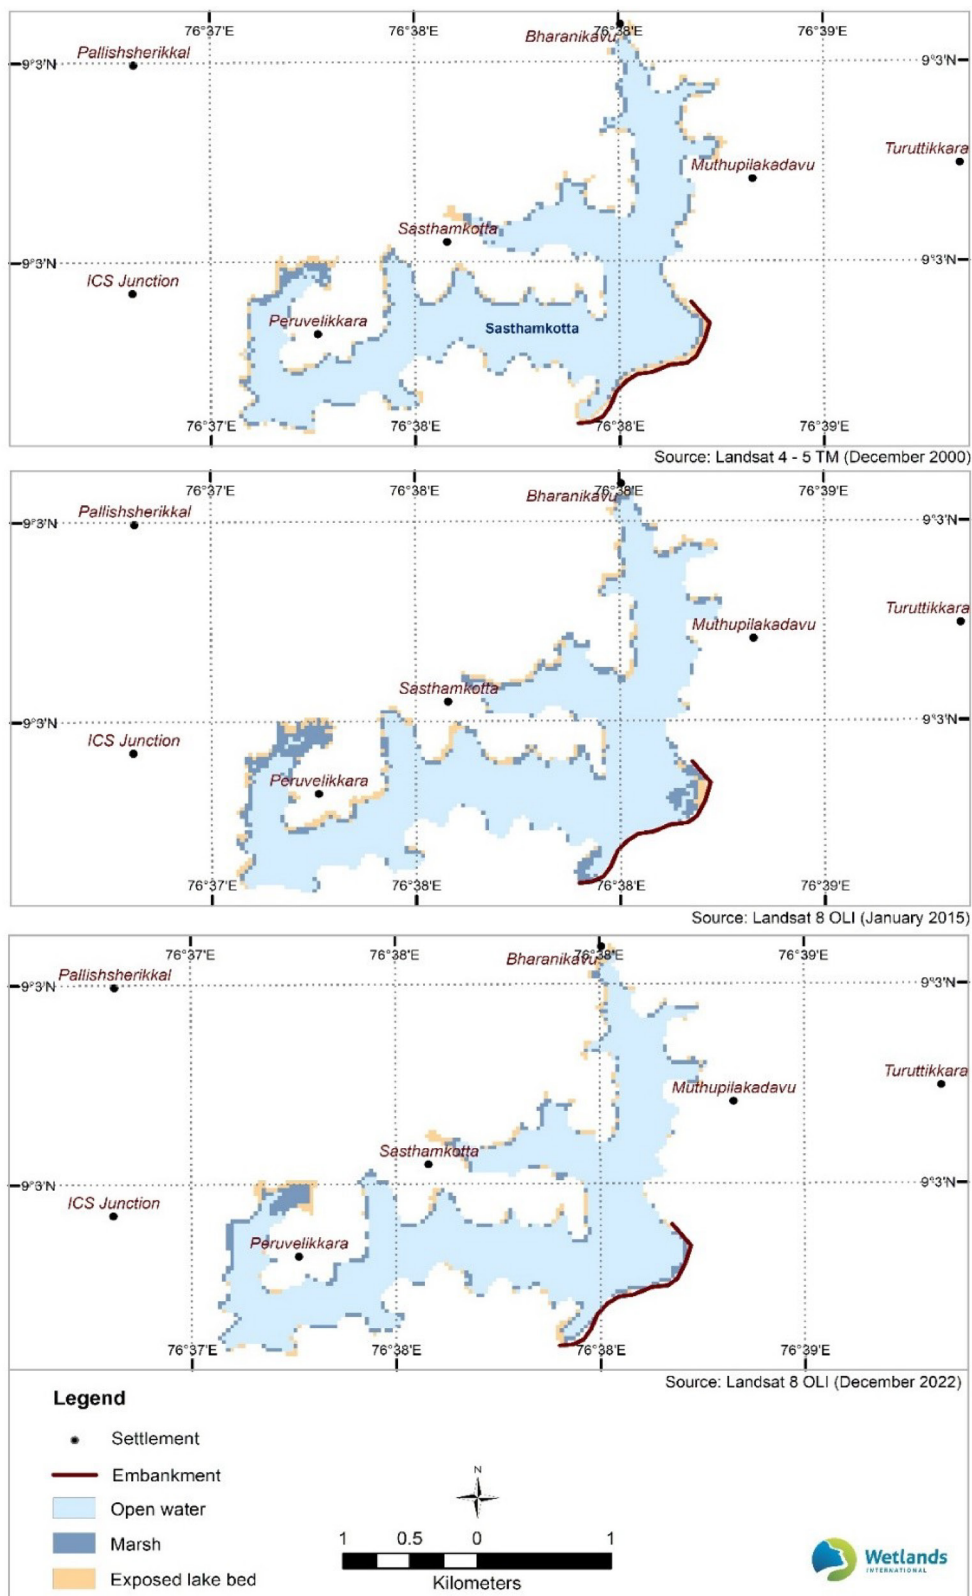 76°37'E 76°38'E 76°38'E 76°39'E
Bharanikavu
Pallishsherikkal
9°3'N 9°3'N
Turuttikkara
Muthupilakadavu
Sasthamkotta
9°3'N 9°3'N
ICS Junction
Peruvelikkara
Sasthamkotta
76°37'E 76°38'E 76°38'E 76°39'E
Source: Landsat 4 - 5 TM (December 2000)
76°37'E 76°38'E 76°38'E 76°39'E
Bharanikavu
Pallishsherikkal
9°3'N 9°3'N
Turuttikkara
Muthupilakadavu
Sasthamkotta
9°3'N 9°3'N
ICS Junction
Peruvelikkara
76°37'E 76°38'E 76°38'E 76°39'E
Source: Landsat 8 OLI (January 2015)
76°37'E 76°38'E 76°38'E 76°39'E
Bharanikavu
Pallishsherikkal
9°3'N 9°3'N
Turuttikkara
Muthupilakadavu
Sasthamkotta
9°3'N 9°3'N
ICS Junction
Peruvelikkara
76°37'E 76°38'E 76°38'E 76°39'E
Source: Landsat 8 OLI (December 2022)
Legend
Settlement
Embankment
Open water
Marsh
Exposed lake bed
N
1 0.5 0 1
Kilometers
Wetlands
INTERNATIONAL